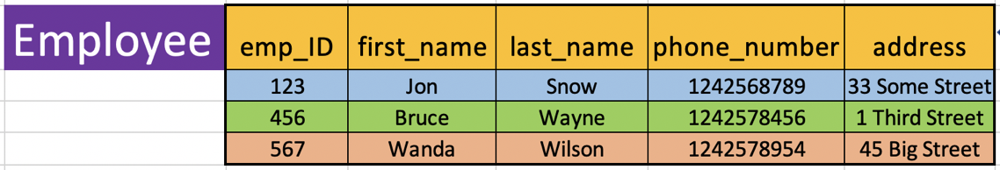 Employee emp_ID first_name last_name phone_number address
123 Jon Snow 1242568789 33 Some Street
456 Bruce Wayne 1242578456 1 Third Street
567 Wanda Wilson 1242578954 45 Big Street